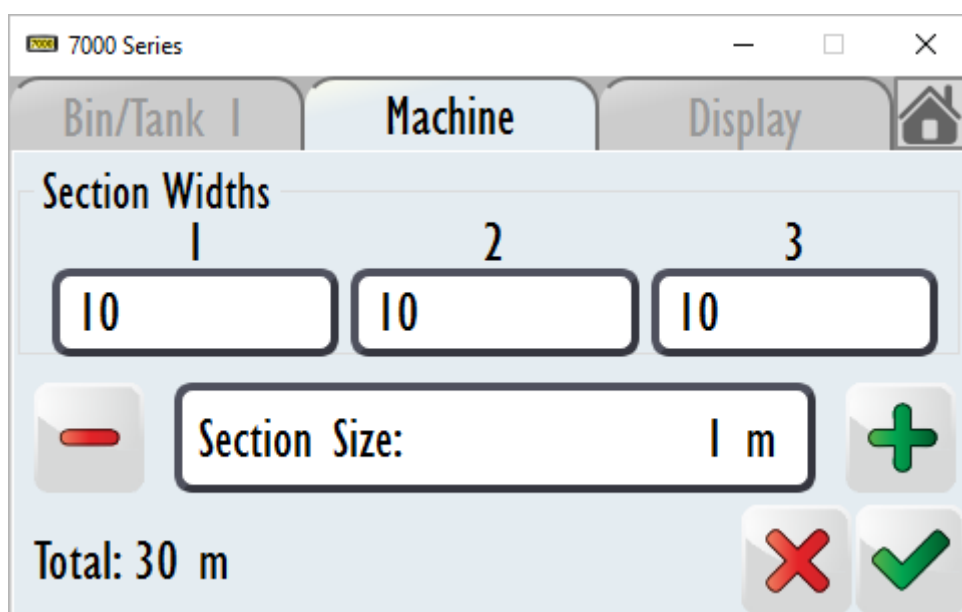 7000 7000 Series
Bin/Tank 1 Machine Display
Section Widths
1 2 3
10 10 10
Section Size: 1 m
Total: 30 m